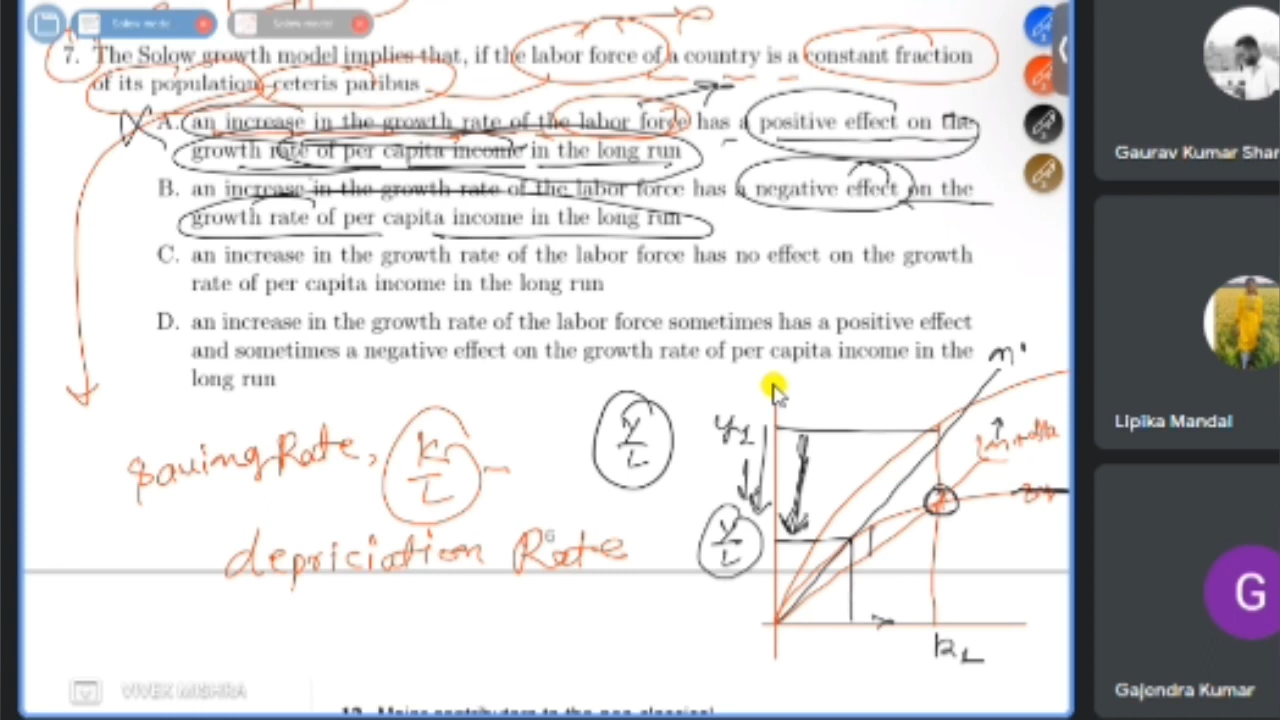 Solow mode
Solow model
7. The Solow growth model implies that, if the labor force of a country is a constant fraction
of its population, ceteris paribus
A. an increase in the growth rate of the labor force has a positive effect on the
growth rate of per capita income in the long run
B. an increase in the growth rate of the labor force has a negative effect on the
growth rate of per capita income in the long run
C. an increase in the growth rate of the labor force has no effect on the growth
rate of per capita income in the long run
D. an increase in the growth rate of the labor force sometimes has a positive effect
and sometimes a negative effect on the growth rate of per capita income in the
long run
n'
Y
L
Y
L
saving Rate, K
L
depriciation Rate
6
k
VIVEK MISHRA
Gaurav Kumar Shar
Lipika Mandal
G
Gajendra Kumar